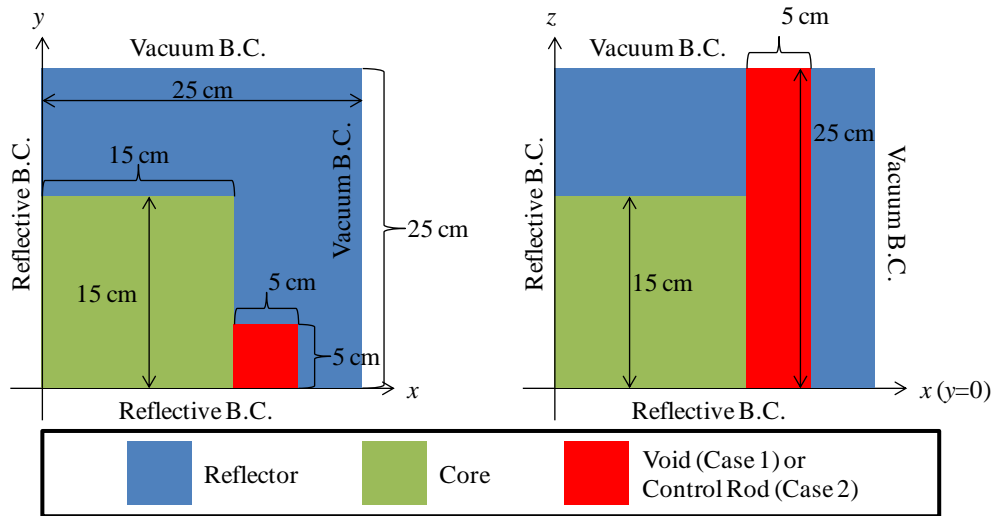 y
Vacuum B.C.
25 cm
15 cm
Reflective B.C.
Vacuum B.C.
25 cm
15 cm
5 cm
5 cm
x
Reflective B.C.
z
5 cm
Vacuum B.C.
25 cm
Reflective B.C.
Vacuum B.C.
15 cm
x (y=0)
Reflective B.C.
Reflector
Core
Void (Case 1) or
Control Rod (Case 2)